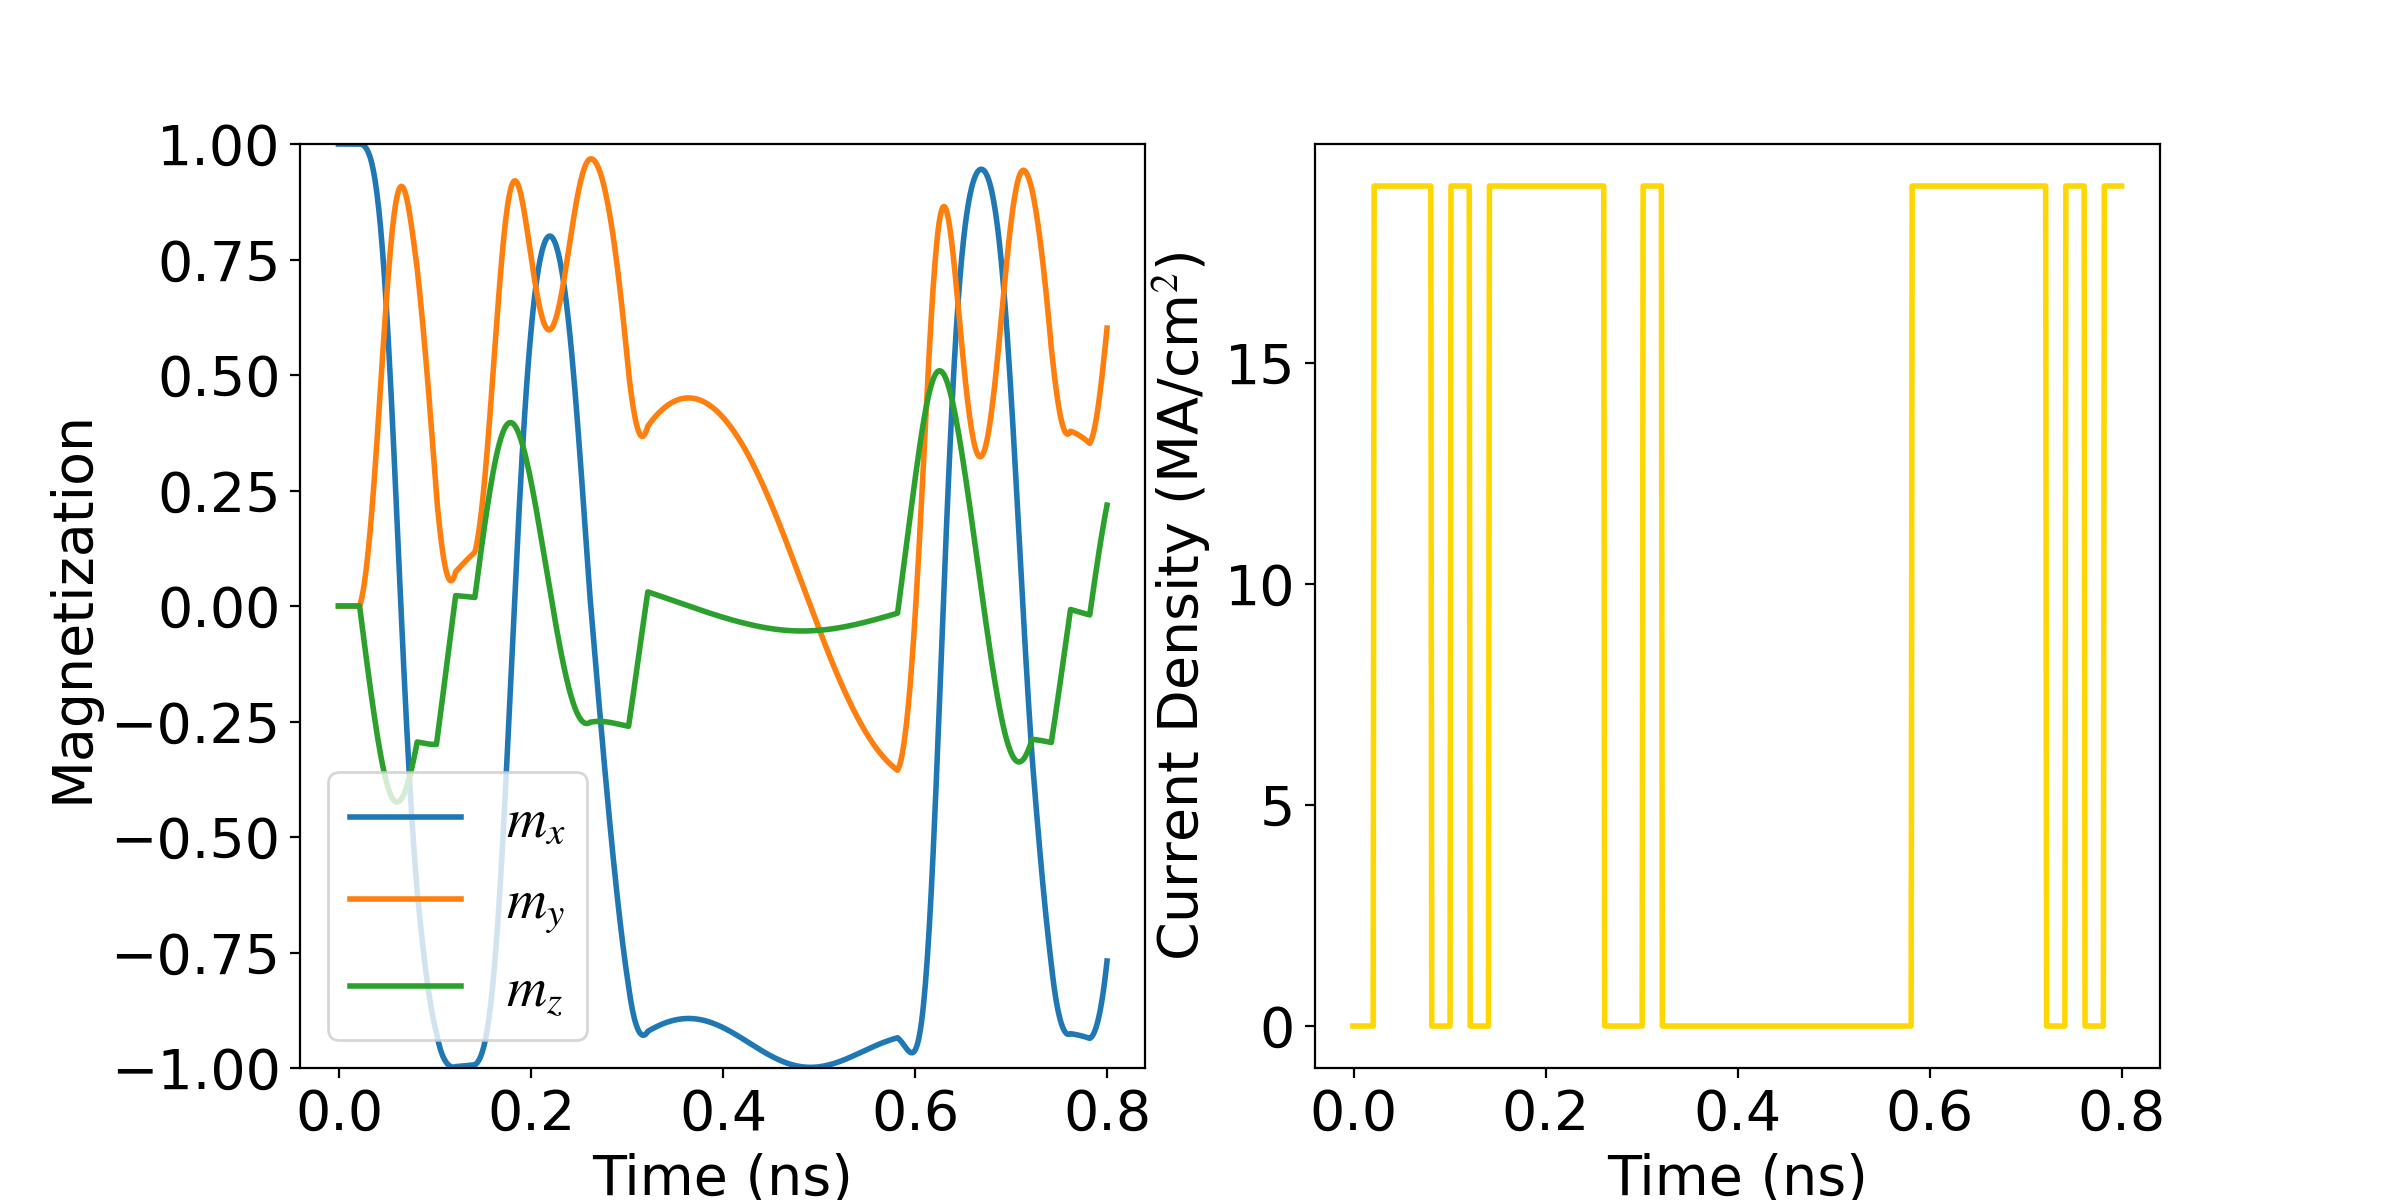 1.00
0.75
0.50
0.25
0.00
−0.25
−0.50
−0.75
−1.00
Magnetization
m_x
m_y
m_z
0.0 0.2 0.4 0.6 0.8
Time (ns)
15
10
5
0
Current Density (MA/cm²)
0.0 0.2 0.4 0.6 0.8
Time (ns)